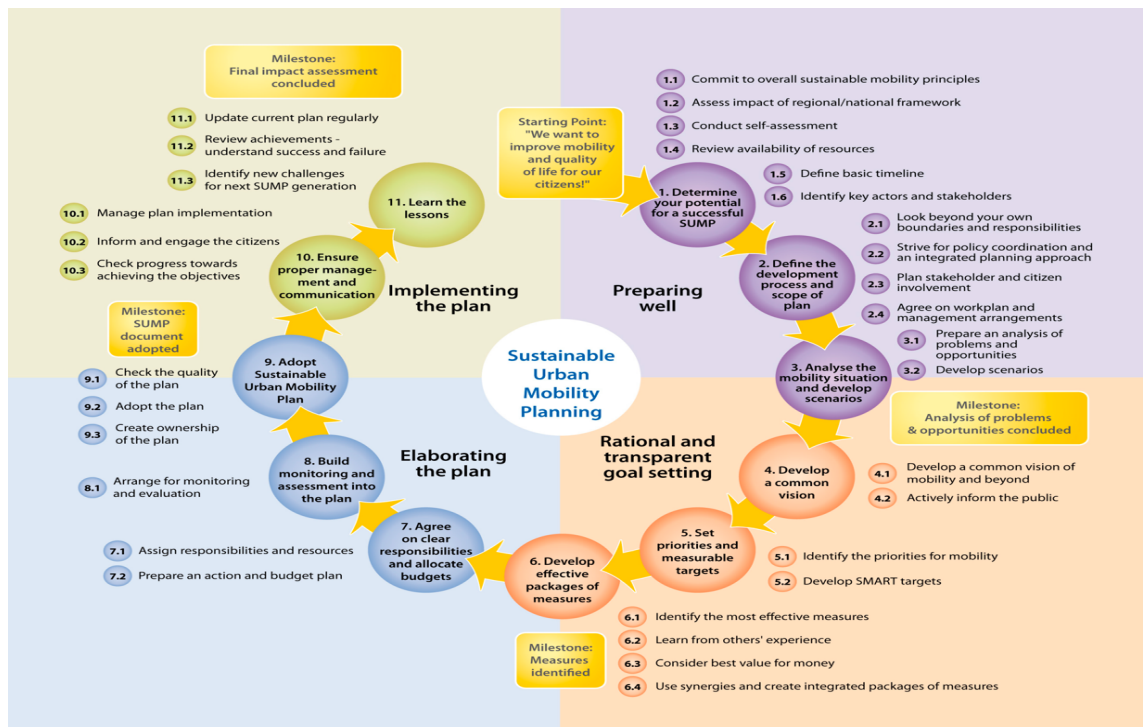 Milestone:
Final impact assessment
concluded
11.1 Update current plan regularly
11.2 Review achievements -
understand success and failure
11.3 Identify new challenges
for next SUMP generation
11. Learn the
lessons
10.1 Manage plan implementation
10.2 Inform and engage the citizens
10.3 Check progress towards
achieving the objectives
10. Ensure
proper manage-
ment and
communication
Implementing
the plan
Starting Point:
"We want to
improve mobility
and quality
of life for our
citizens!"
1.1 Commit to overall sustainable mobility principles
1.2 Assess impact of regional/national framework
1.3 Conduct self-assessment
1.4 Review availability of resources
1.5 Define basic timeline
1.6 Identify key actors and stakeholders
1. Determine
your potential
for a successful
SUMP
2.1 Look beyond your own
boundaries and responsibilities
2.2 Strive for policy coordination and
an integrated planning approach
2.3 Plan stakeholder and citizen
involvement
2.4 Agree on workplan and
management arrangements
2. Define the
development
process and
scope of
plan
Preparing
well
3.1 Prepare an analysis of
problems and
opportunities
3.2 Develop scenarios
3. Analyse the
mobility situation
and develop
scenarios
Milestone:
Analysis of problems
& opportunities concluded
Sustainable
Urban
Mobility
Planning
Rational and
transparent
goal setting
4. Develop
a common
vision
4.1 Develop a common vision of
mobility and beyond
4.2 Actively inform the public
5. Set
priorities and
measurable
targets
5.1 Identify the priorities for mobility
5.2 Develop SMART targets
6. Develop
effective
packages of
measures
6.1 Identify the most effective measures
6.2 Learn from others' experience
6.3 Consider best value for money
6.4 Use synergies and create integrated packages of measures
Milestone:
Measures
identified
Elaborating
the plan
7. Agree
on clear
responsibilities
and allocate
budgets
7.1 Assign responsibilities and resources
7.2 Prepare an action and budget plan
8. Build
monitoring and
assessment into
the plan
8.1 Arrange for monitoring
and evaluation
9. Adopt
Sustainable
Urban Mobility
Plan
9.1 Check the quality
of the plan
9.2 Adopt the plan
9.3 Create ownership
of the plan
Milestone:
SUMP
document
adopted